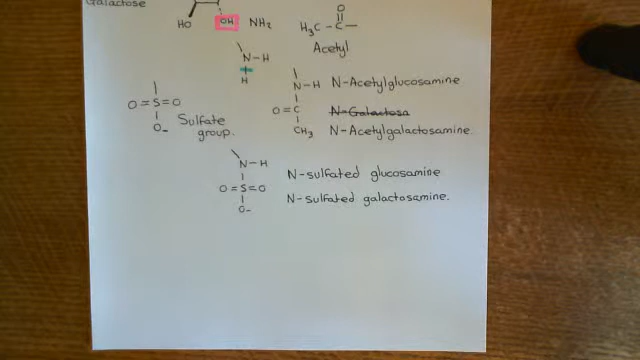 Galactose
HO OH NH2
O
H3C - C -
Acetyl
N - H
H
N - H N-Acetylglucosamine
O = S = O
O = C N-Galactosa
O-
Sulfate
group.
CH3 N-Acetylgalactosamine
N - H
N-sulfated glucosamine
O = S = O
N-sulfated galactosamine.
O-